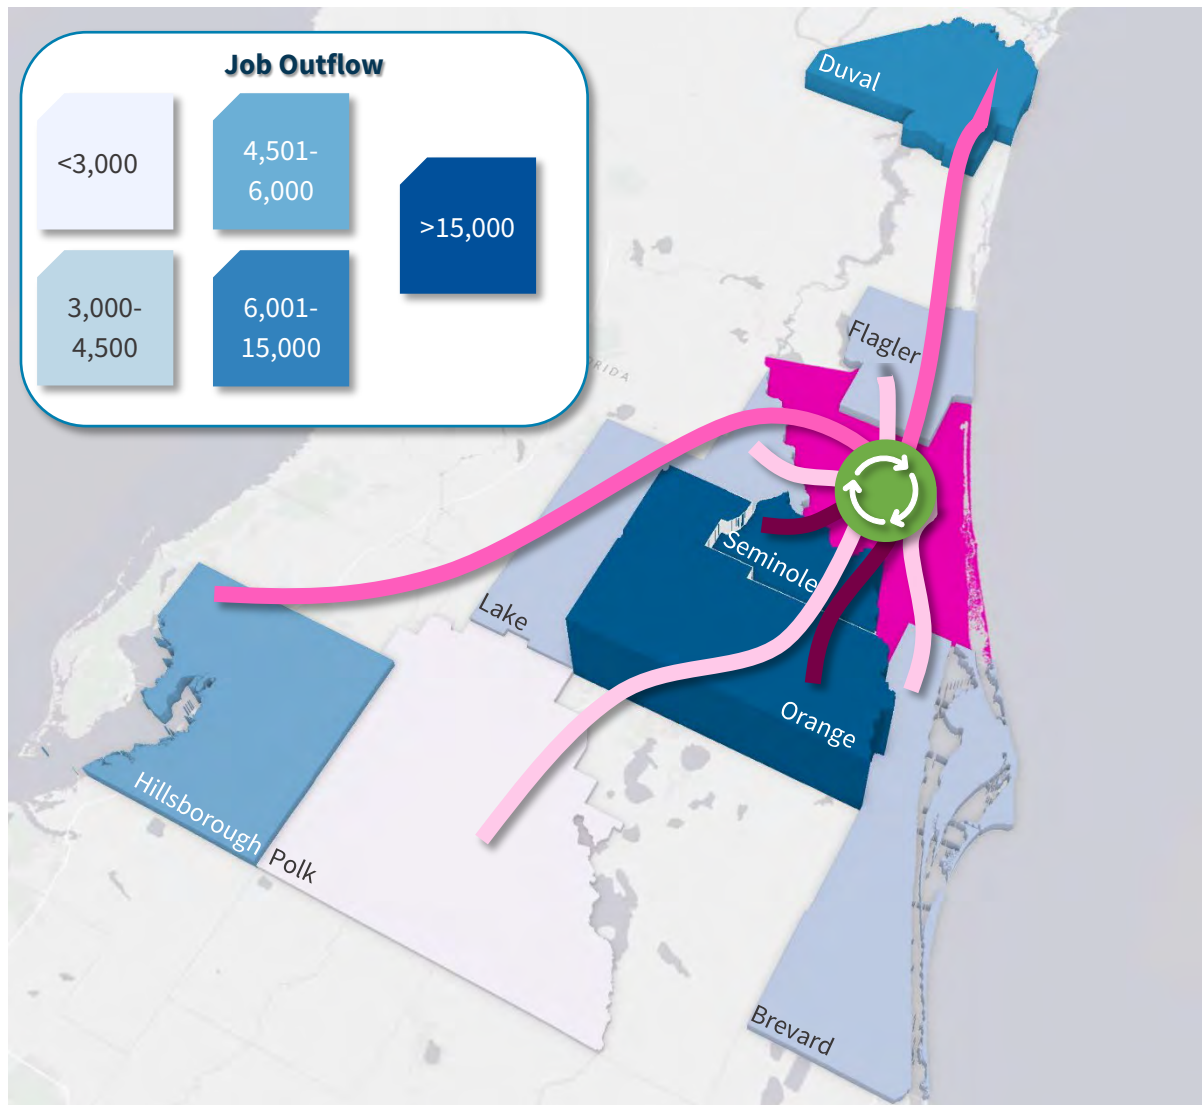 Job Outflow
<3,000
4,501-
6,000
>15,000
3,000-
4,500
6,001-
15,000
Duval
Flagler
RIDA
Seminole
Lake
Orange
Hillsborough
Polk
Brevard